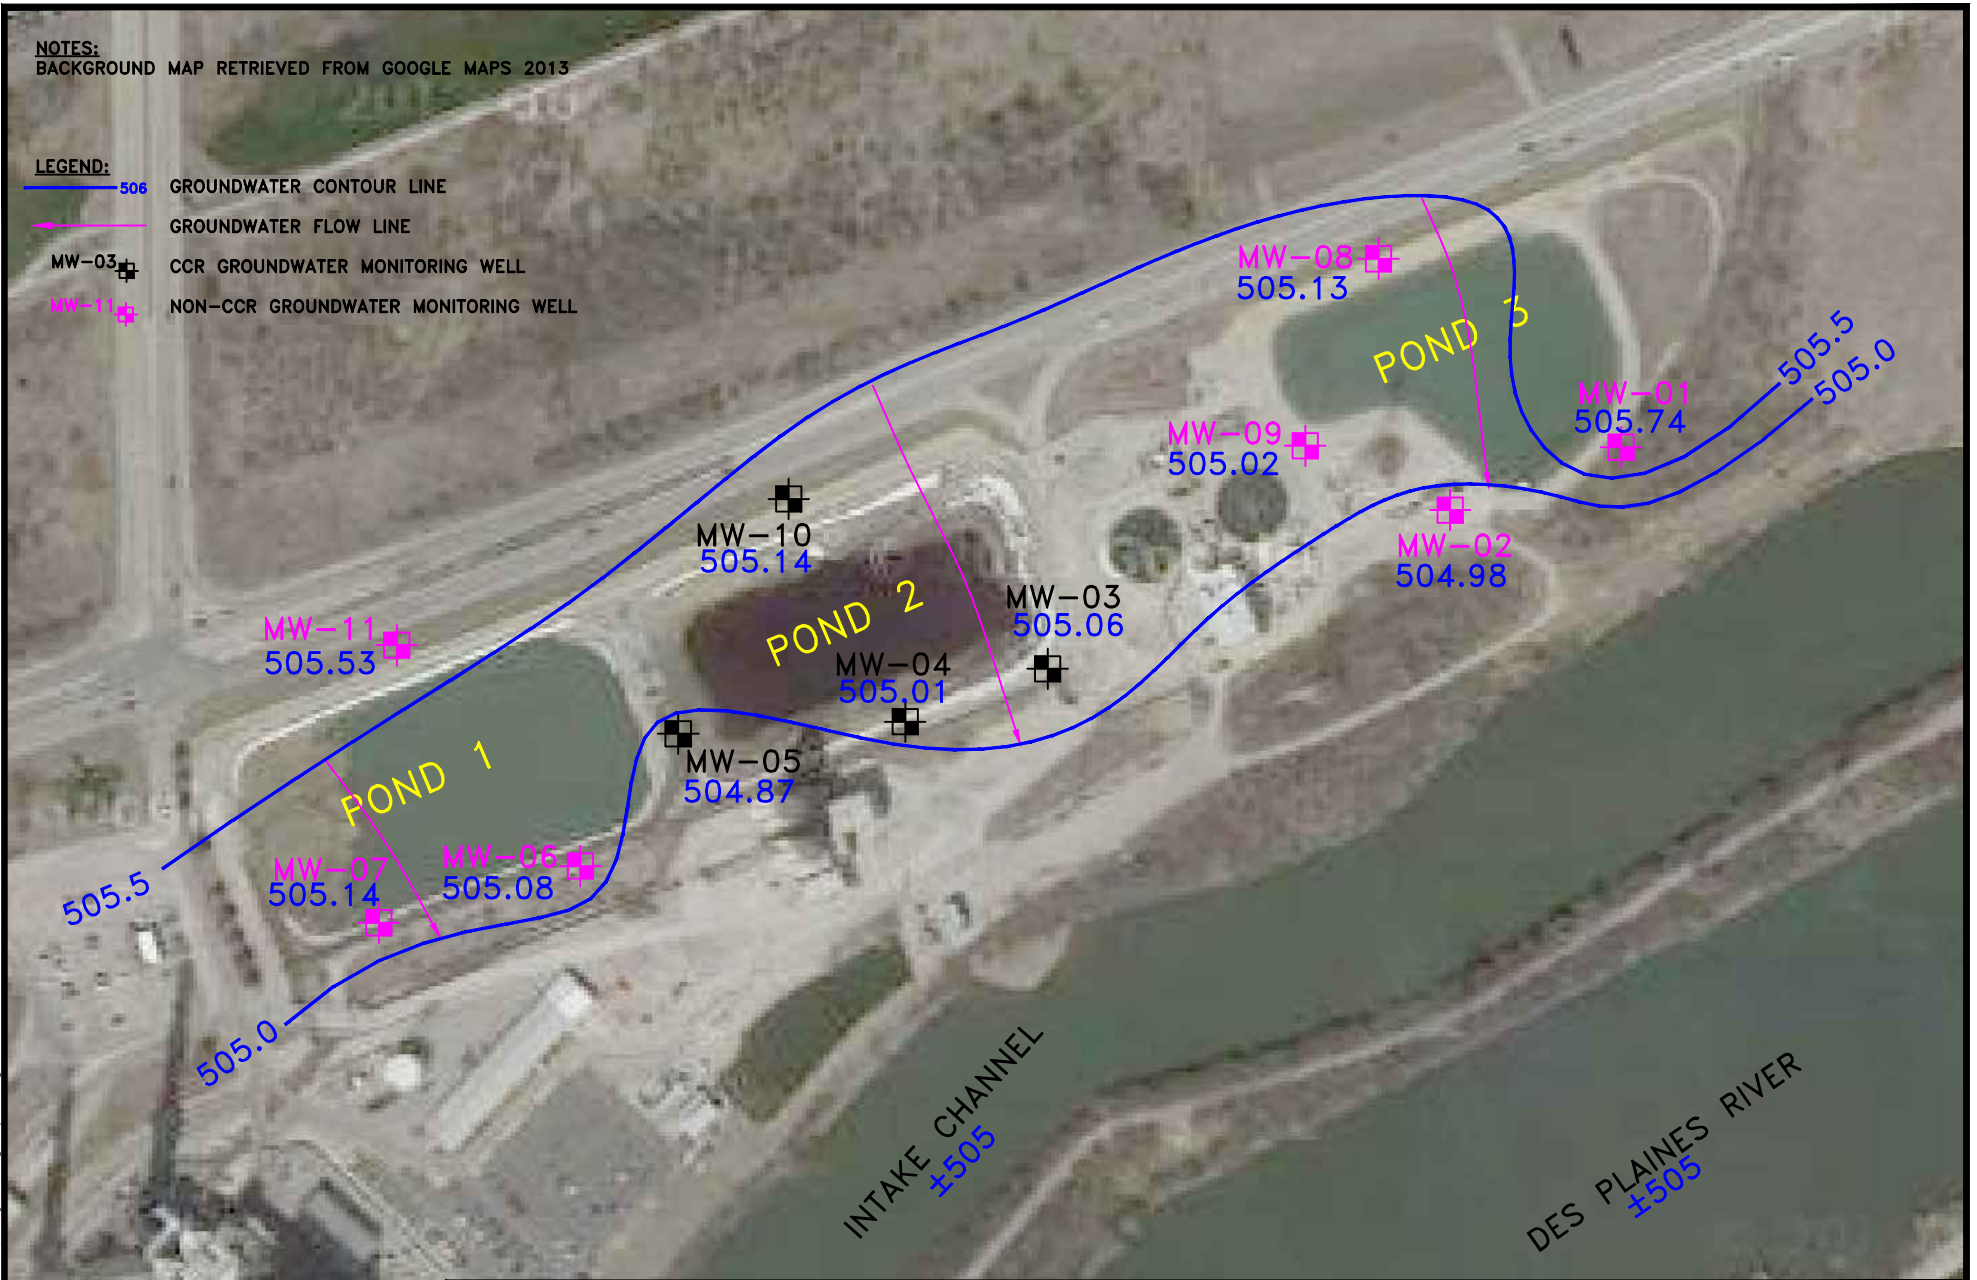 NOTES:
BACKGROUND MAP RETRIEVED FROM GOOGLE MAPS 2013
LEGEND:
506 GROUNDWATER CONTOUR LINE
GROUNDWATER FLOW LINE
MW-03 CCR GROUNDWATER MONITORING WELL
MW-11 NON-CCR GROUNDWATER MONITORING WELL
MW-08
505.13
POND 3
505.5
505.0
MW-01
505.74
MW-09
505.02
MW-02
504.98
MW-10
505.14
POND 2
MW-03
505.06
MW-11
505.53
MW-04
505.01
MW-05
504.87
POND 1
MW-07
505.14
MW-06
505.08
505.5
505.0
INTAKE CHANNEL
±505
DES PLAINES RIVER
±505